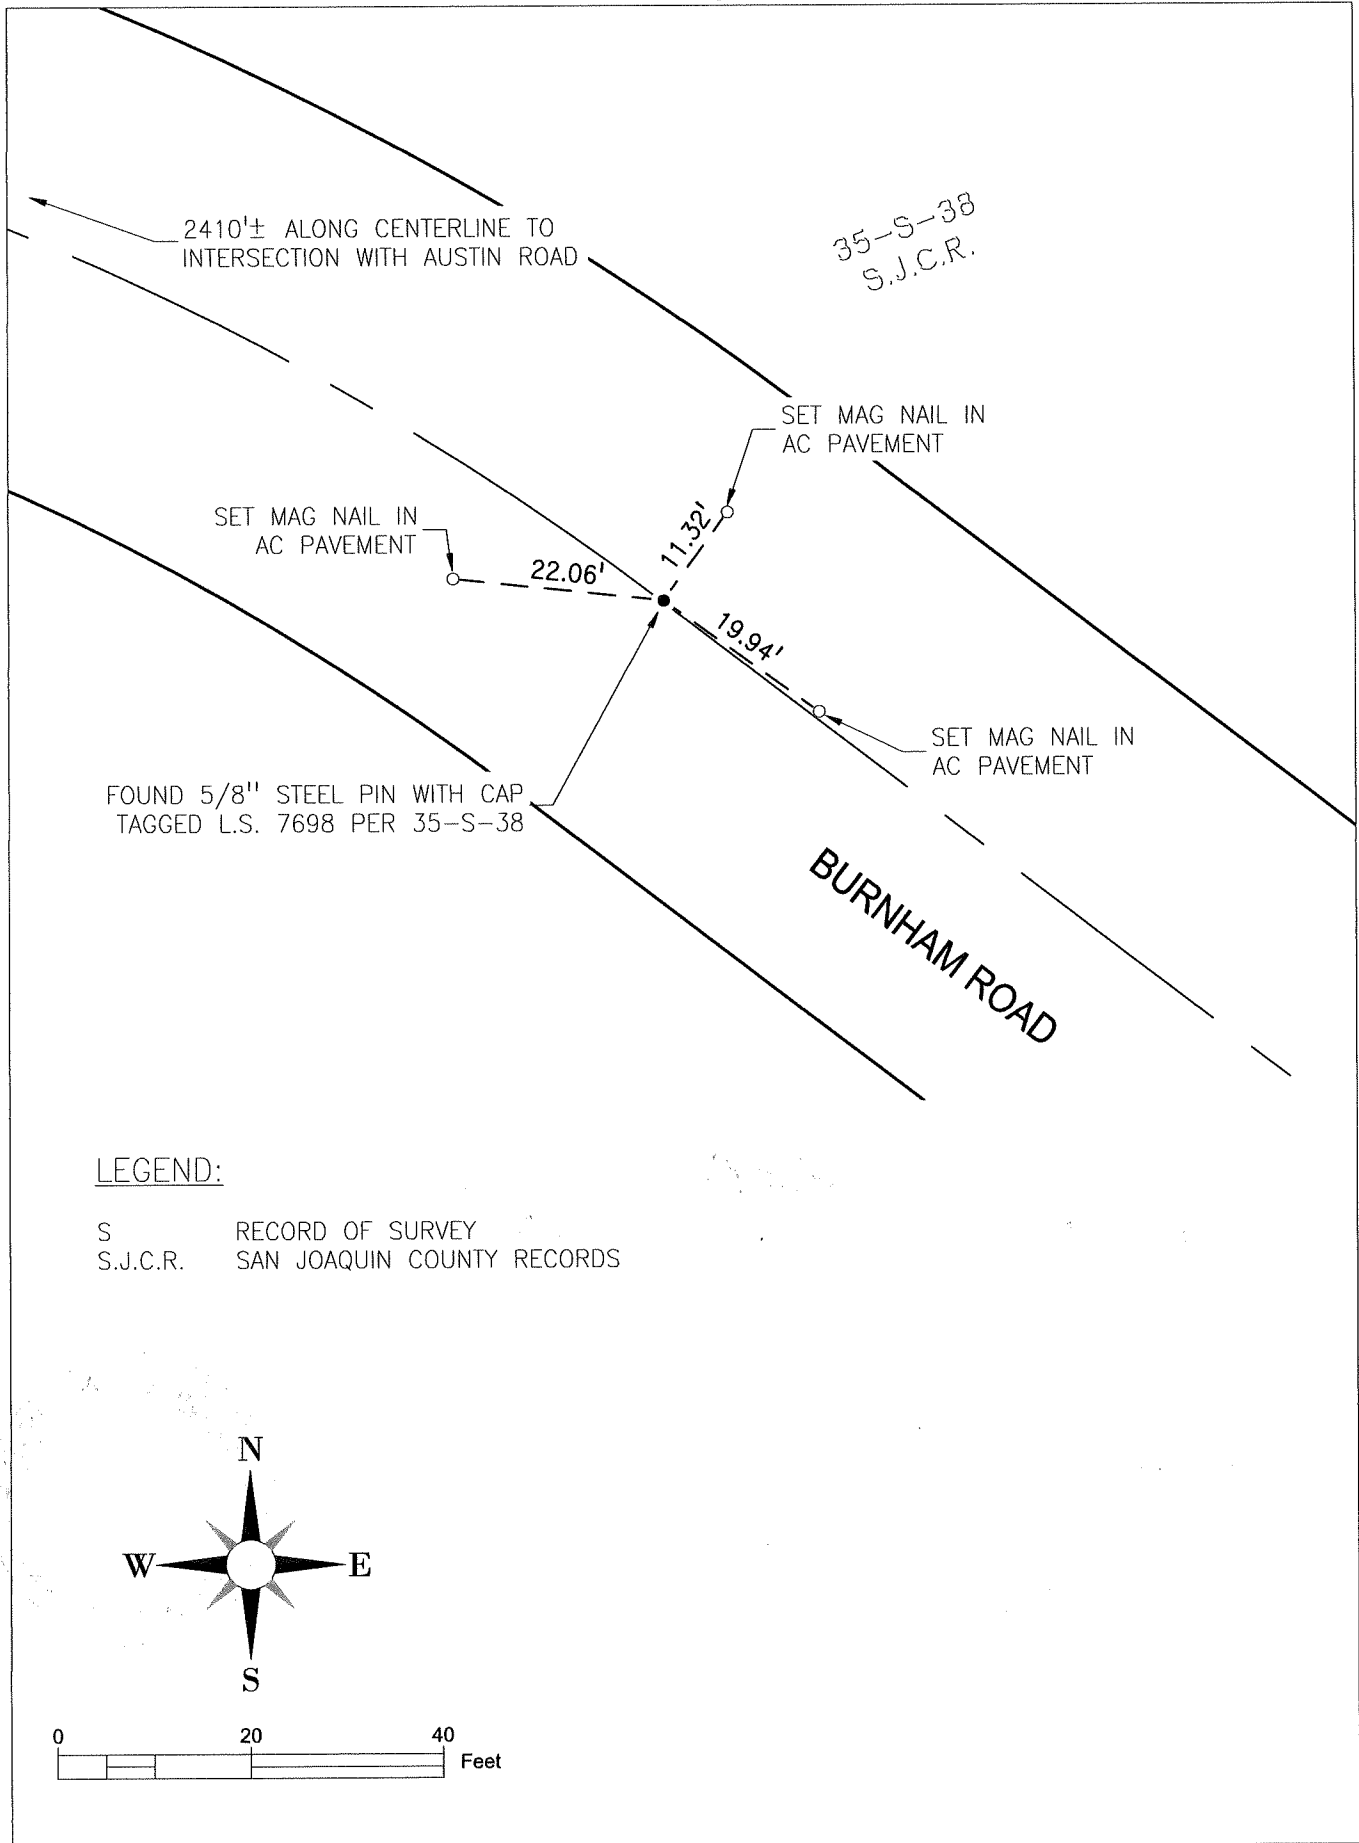 35-S-38
S.J.C.R.
2410'± ALONG CENTERLINE TO
INTERSECTION WITH AUSTIN ROAD
SET MAG NAIL IN
AC PAVEMENT
11.32'
SET MAG NAIL IN
AC PAVEMENT
22.06'
19.94'
SET MAG NAIL IN
AC PAVEMENT
FOUND 5/8" STEEL PIN WITH CAP
TAGGED L.S. 7698 PER 35-S-38
BURNHAM ROAD
LEGEND:
S RECORD OF SURVEY
S.J.C.R. SAN JOAQUIN COUNTY RECORDS
N
W E
S
0 20 40
Feet